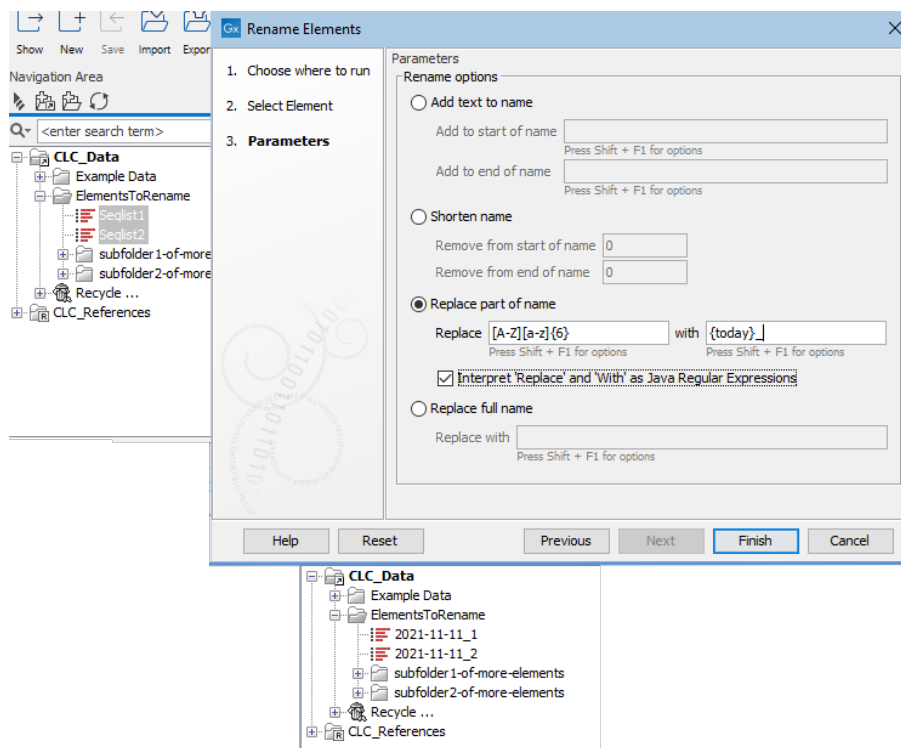 Show New Save Import Expor
Navigation Area
<enter search term>
CLC_Data
Example Data
ElementsToRename
Seqlist1
Seqlist2
subfolder1-of-more
subfolder2-of-more
Recycle ...
CLC_References
Gx Rename Elements
1. Choose where to run
2. Select Element
3. Parameters
Parameters
Rename options
Add text to name
Add to start of name
Press Shift + F1 for options
Add to end of name
Press Shift + F1 for options
Shorten name
Remove from start of name 0
Remove from end of name 0
Replace part of name
Replace [A-Z][a-z]{6} with {today}_
Press Shift + F1 for options Press Shift + F1 for options
Interpret 'Replace' and 'With' as Java Regular Expressions
Replace full name
Replace with
Press Shift + F1 for options
Help Reset Previous Next Finish Cancel
CLC_Data
Example Data
ElementsToRename
2021-11-11_1
2021-11-11_2
subfolder1-of-more-elements
subfolder2-of-more-elements
Recycle ...
CLC_References